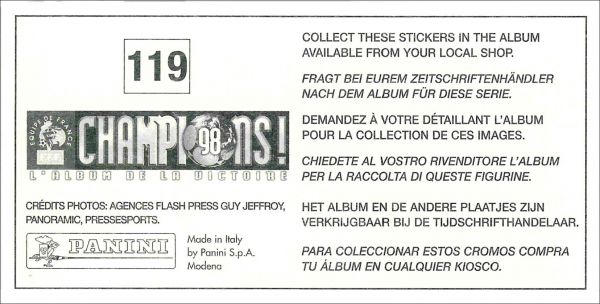 119
EQUIPE DE FRANCE
FFF
CHAMPIONS!
98
L'ALBUM DE LA VICTOIRE
CRÉDITS PHOTOS: AGENCES FLASH PRESS GUY JEFFROY,
PANORAMIC, PRESSESPORTS.
PANINI
Made in Italy
by Panini S.p.A.
Modena
COLLECT THESE STICKERS IN THE ALBUM
AVAILABLE FROM YOUR LOCAL SHOP.
FRAGT BEI EUREM ZEITSCHRIFTENHÄNDLER
NACH DEM ALBUM FÜR DIESE SERIE.
DEMANDEZ À VOTRE DÉTAILLANT L'ALBUM
POUR LA COLLECTION DE CES IMAGES.
CHIEDETE AL VOSTRO RIVENDITORE L'ALBUM
PER LA RACCOLTA DI QUESTE FIGURINE.
HET ALBUM EN DE ANDERE PLAATJES ZIJN
VERKRIJGBAAR BIJ DE TIJDSCHRIFTHANDELAAR.
PARA COLECCIONAR ESTOS CROMOS COMPRA
TU ÁLBUM EN CUALQUIER KIOSCO.